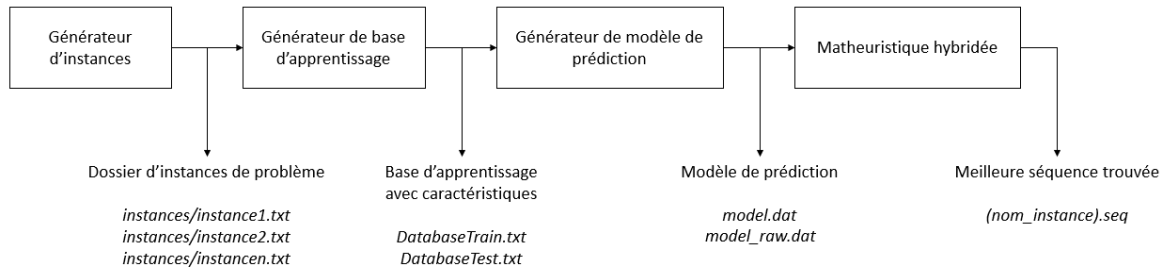 Générateur
d'instances
Générateur de base
d'apprentissage
Générateur de modèle de
prédiction
Matheuristique hybridée
Dossier d'instances de problème
instances/instance1.txt
instances/instance2.txt
instances/instancen.txt
Base d'apprentissage
avec caractéristiques
DatabaseTrain.txt
DatabaseTest.txt
Modèle de prédiction
model.dat
model_raw.dat
Meilleure séquence trouvée
(nom_instance).seq